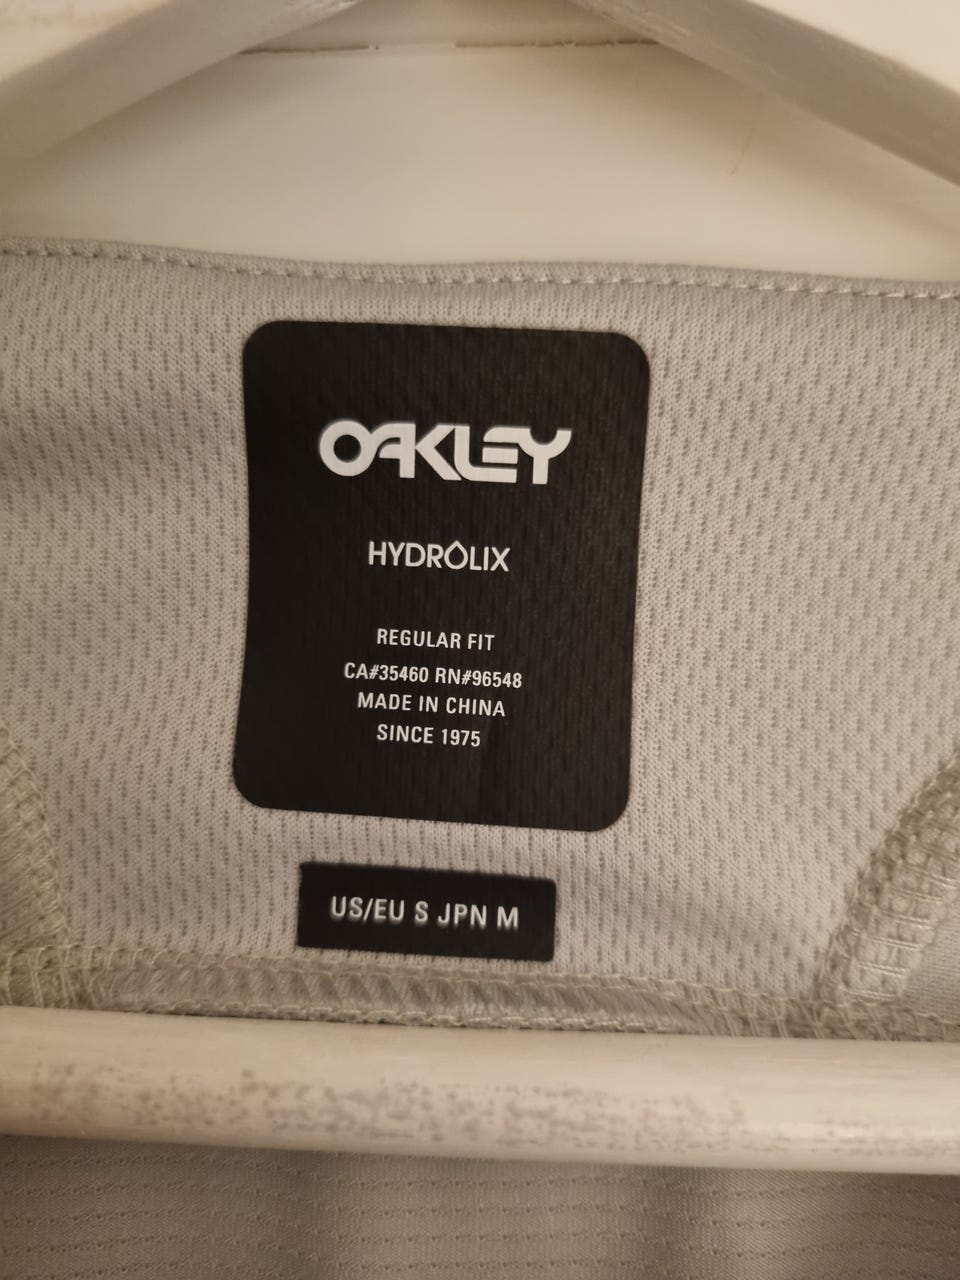 OAKLEY
HYDROLIX
REGULAR FIT
CA#35460 RN#96548
MADE IN CHINA
SINCE 1975
US/EU S JPN M